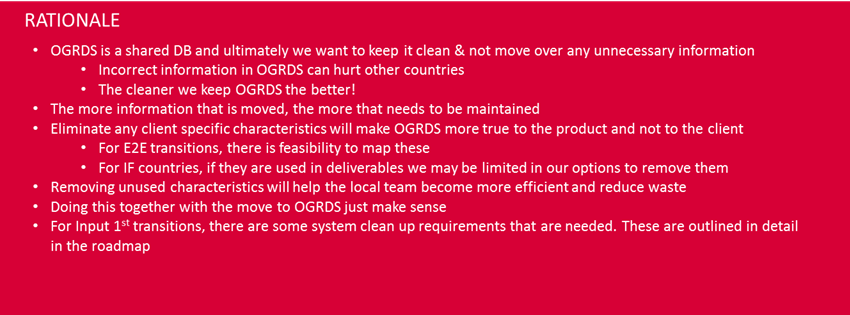 RATIONALE
• OGRDS is a shared DB and ultimately we want to keep it clean & not move over any unnecessary information
• Incorrect information in OGRDS can hurt other countries
• The cleaner we keep OGRDS the better!
• The more information that is moved, the more that needs to be maintained
• Eliminate any client specific characteristics will make OGRDS more true to the product and not to the client
• For E2E transitions, there is feasibility to map these
• For IF countries, if they are used in deliverables we may be limited in our options to remove them
• Removing unused characteristics will help the local team become more efficient and reduce waste
• Doing this together with the move to OGRDS just make sense
• For Input 1st transitions, there are some system clean up requirements that are needed. These are outlined in detail
in the roadmap